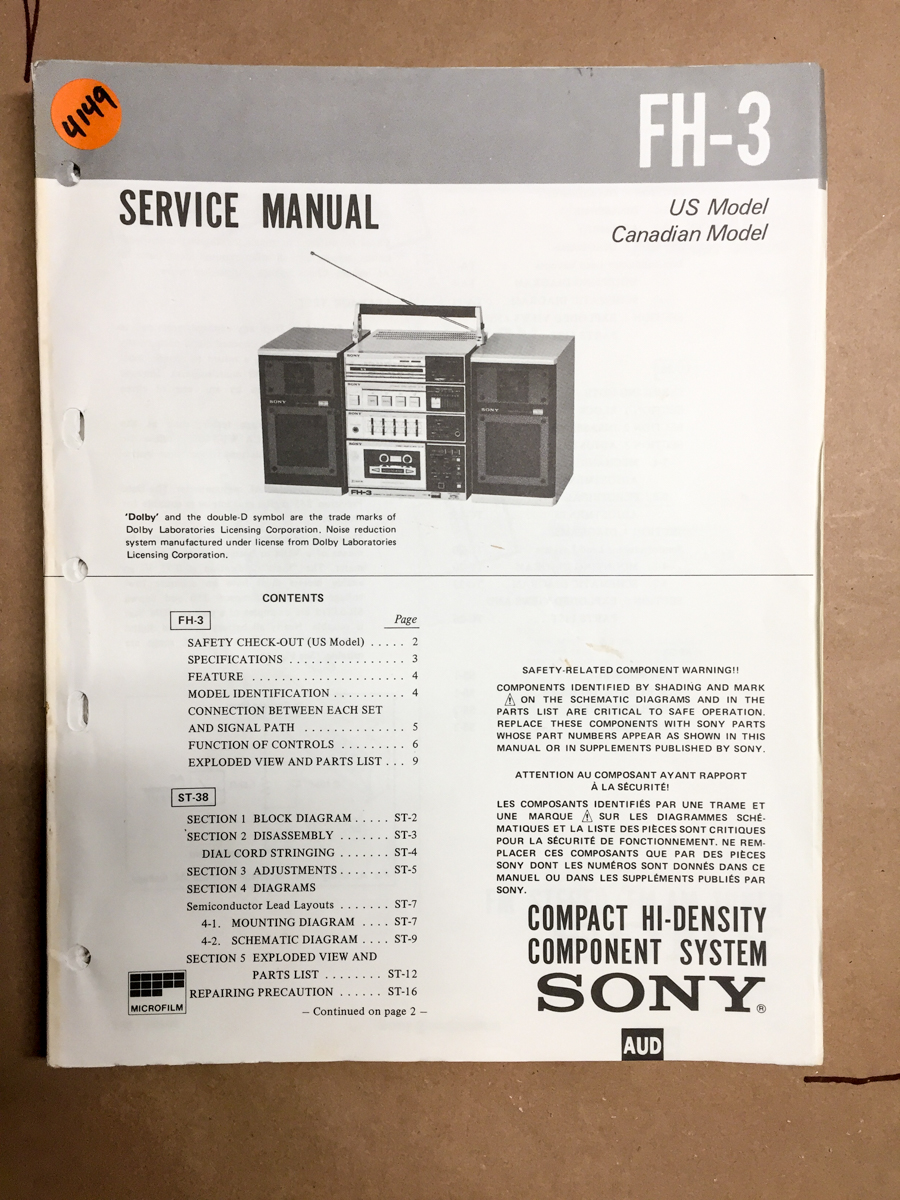 4149
FH-3
SERVICE MANUAL
US Model
Canadian Model
SONY
SONY
SONY
SONY
SONY
SONY
FH-3
'Dolby' and the double-D symbol are the trade marks of
Dolby Laboratories Licensing Corporation. Noise reduction
system manufactured under license from Dolby Laboratories
Licensing Corporation.
CONTENTS
FH-3 Page
SAFETY CHECK-OUT (US Model) ..... 2
SPECIFICATIONS ................ 3
FEATURE ...................... 4
MODEL IDENTIFICATION .......... 4
CONNECTION BETWEEN EACH SET
AND SIGNAL PATH .............. 5
FUNCTION OF CONTROLS ......... 6
EXPLODED VIEW AND PARTS LIST ... 9
ST-38
SECTION 1 BLOCK DIAGRAM ..... ST-2
SECTION 2 DISASSEMBLY ....... ST-3
DIAL CORD STRINGING ....... ST-4
SECTION 3 ADJUSTMENTS ....... ST-5
SECTION 4 DIAGRAMS
Semiconductor Lead Layouts ....... ST-7
4-1. MOUNTING DIAGRAM .... ST-7
4-2. SCHEMATIC DIAGRAM .... ST-9
SECTION 5 EXPLODED VIEW AND
PARTS LIST ........ ST-12
REPAIRING PRECAUTION ...... ST-16
– Continued on page 2 –
MICROFILM
SAFETY-RELATED COMPONENT WARNING!!
COMPONENTS IDENTIFIED BY SHADING AND MARK
⚠ ON THE SCHEMATIC DIAGRAMS AND IN THE
PARTS LIST ARE CRITICAL TO SAFE OPERATION.
REPLACE THESE COMPONENTS WITH SONY PARTS
WHOSE PART NUMBERS APPEAR AS SHOWN IN THIS
MANUAL OR IN SUPPLEMENTS PUBLISHED BY SONY.
ATTENTION AU COMPOSANT AYANT RAPPORT
À LA SÉCURITÉ!
LES COMPOSANTS IDENTIFIÉS PAR UNE TRAME ET
UNE MARQUE ⚠ SUR LES DIAGRAMMES SCHÉ-
MATIQUES ET LA LISTE DES PIÈCES SONT CRITIQUES
POUR LA SÉCURITÉ DE FONCTIONNEMENT. NE REM-
PLACER CES COMPOSANTS QUE PAR DES PIÈCES
SONY DONT LES NUMÉROS SONT DONNÉS DANS CE
MANUEL OU DANS LES SUPPLÉMENTS PUBLIÉS PAR
SONY.
COMPACT HI-DENSITY
COMPONENT SYSTEM
SONY®
AUD